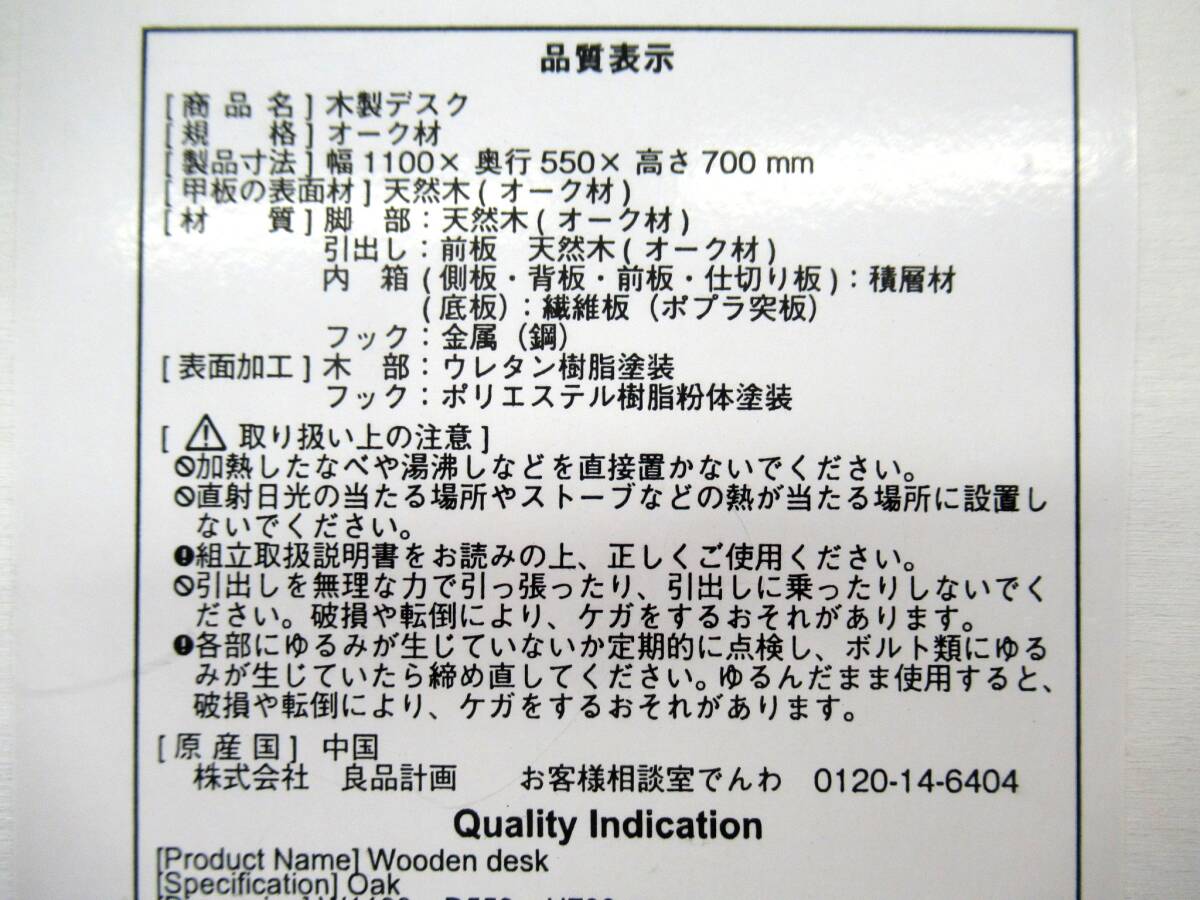 品質表示
[ 商 品 名 ] 木製デスク
[ 規 格 ] オーク材
[ 製品寸法 ] 幅 1100× 奥行 550× 高さ 700 mm
[ 甲板の表面材 ] 天然木 ( オーク材 )
[ 材 質 ] 脚 部 : 天然木 ( オーク材 )
引出し : 前板 天然木 ( オーク材 )
内 箱 ( 側板・背板・前板・仕切り板 ) : 積層材
( 底板 ) : 繊維板 (ポプラ突板)
フック : 金属 (鋼)
[ 表面加工 ] 木 部 : ウレタン樹脂塗装
フック : ポリエステル樹脂粉体塗装
[ ⚠ 取り扱い上の注意 ]
🛇加熱したなべや湯沸しなどを直接置かないでください。
🛇直射日光の当たる場所やストーブなどの熱が当たる場所に設置し
ないでください。
❗組立取扱説明書をお読みの上、正しくご使用ください。
🛇引出しを無理な力で引っ張ったり、引出しに乗ったりしないでく
ださい。破損や転倒により、ケガをするおそれがあります。
❗各部にゆるみが生じていないか定期的に点検し、ボルト類にゆる
みが生じていたら締め直してください。ゆるんだまま使用すると、
破損や転倒により、ケガをするおそれがあります。
[ 原 産 国 ] 中国
株式会社 良品計画 お客様相談室でんわ 0120-14-6404
Quality Indication
[Product Name] Wooden desk
[Specification] Oak